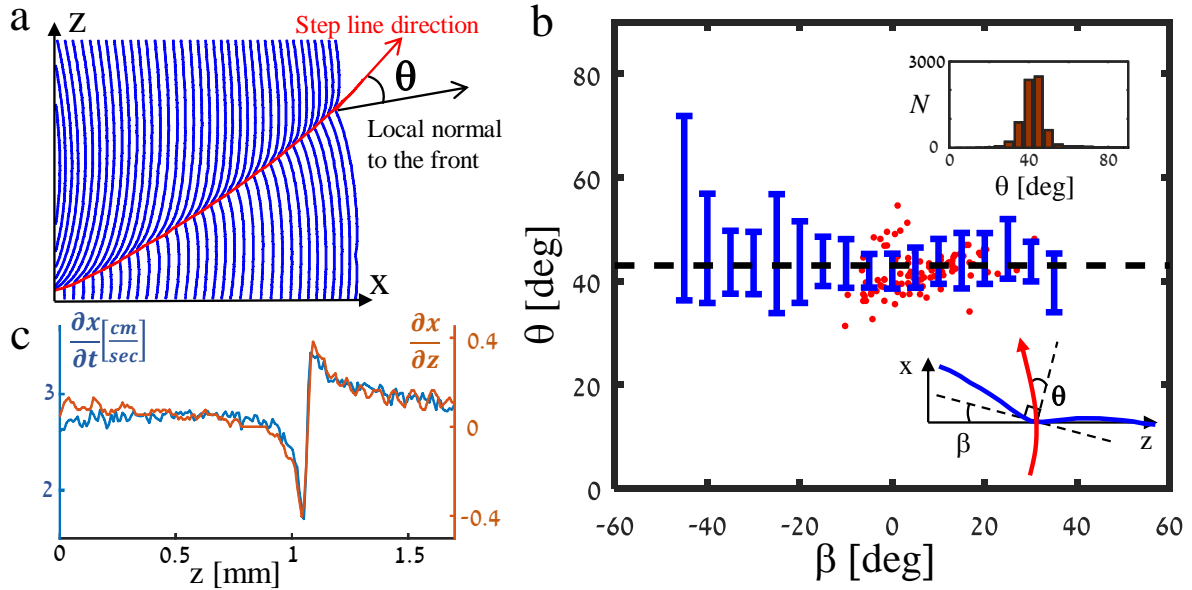 a
z
Step line direction
θ
Local normal
to the front
x
b
80
60
40
20
0
-60
-40
-20
0
20
40
60
θ [deg]
β [deg]
3000
N
0
0
40
80
θ [deg]
x
θ
β
z
c
∂x/∂t [cm/sec]
∂x/∂z
3
2
0.4
0
-0.4
0
0.5
1
1.5
z [mm]